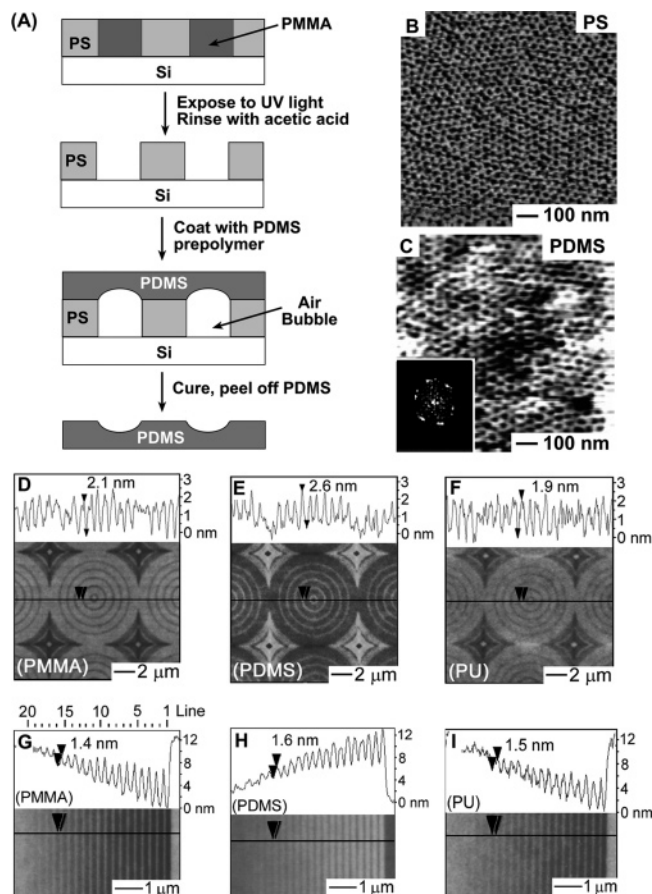 (A)
PS
PMMA
Si
Expose to UV light
Rinse with acetic acid
PS
Si
Coat with PDMS
prepolymer
PDMS
PS
Air
Bubble
Si
Cure, peel off PDMS
PDMS
B
PS
100 nm
C
PDMS
100 nm
D
2.1 nm
3
2
1
0 nm
(PMMA)
2 μm
E
2.6 nm
3
2
1
0 nm
(PDMS)
2 μm
F
1.9 nm
3
2
1
0 nm
(PU)
2 μm
20 15 10 5 1 Line
G
1.4 nm
12
8
4
0 nm
(PMMA)
1 μm
H
1.6 nm
12
8
4
0 nm
(PDMS)
1 μm
I
1.5 nm
12
8
4
0 nm
(PU)
1 μm